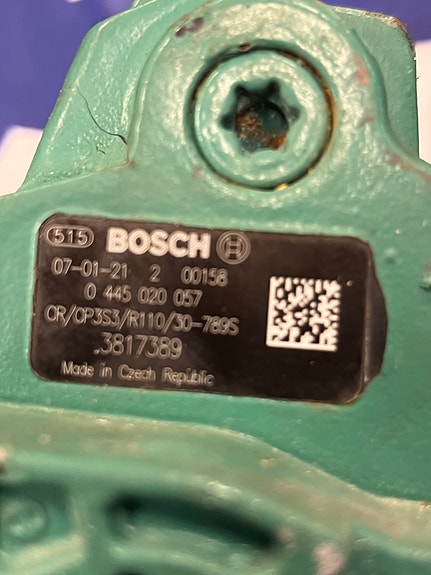 515 BOSCH
07-01-21 2 00158
0 445 020 057
CR/CP3S3/R110/30-789S
.3817389
Made in Czech Republic